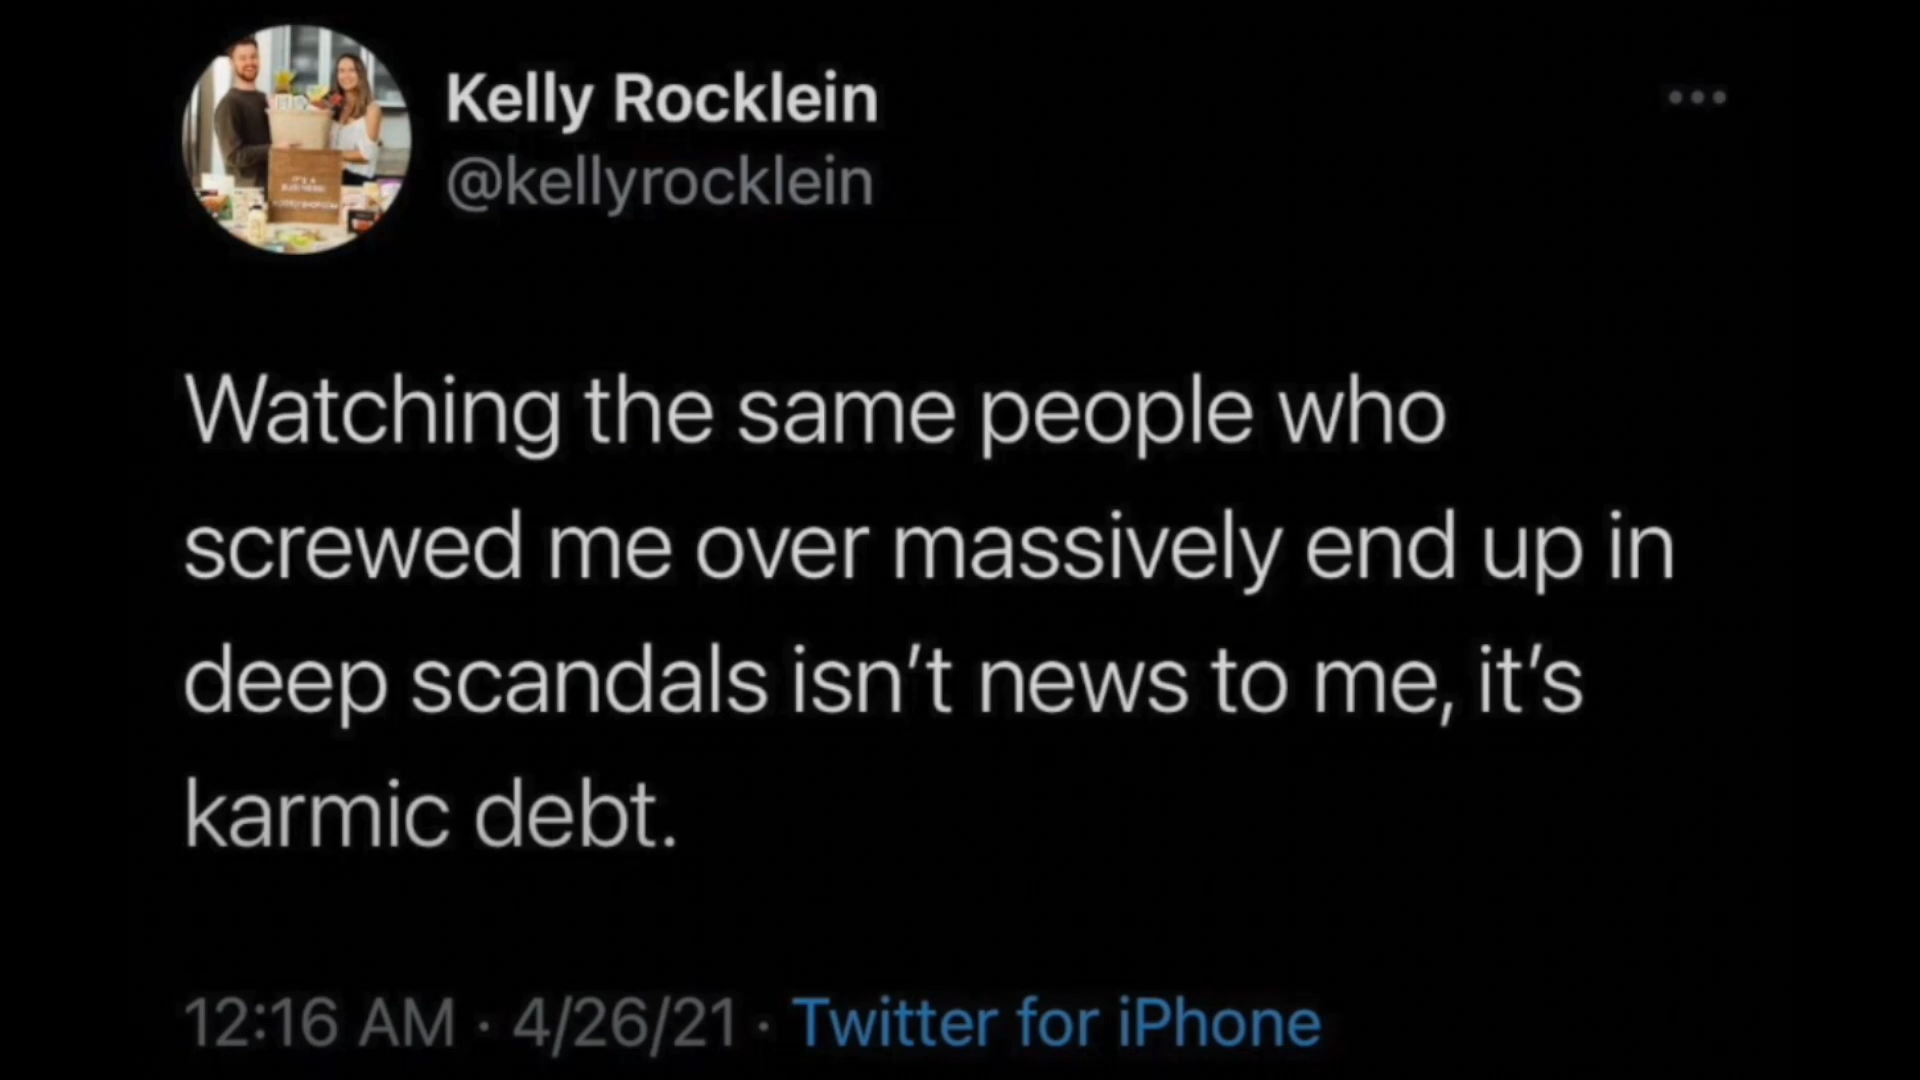 Kelly Rocklein
@kellyrocklein
Watching the same people who
screwed me over massively end up in
deep scandals isn’t news to me, it’s
karmic debt.
12:16 AM · 4/26/21 · Twitter for iPhone